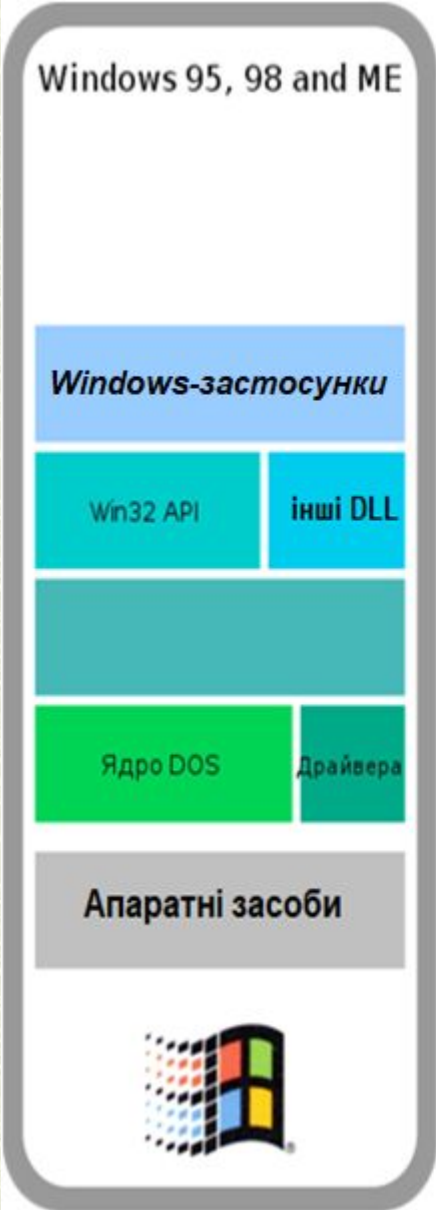 Windows 95, 98 and ME
Windows-застосунки
Win32 API
інші DLL
Ядро DOS
Драйвера
Апаратні засоби